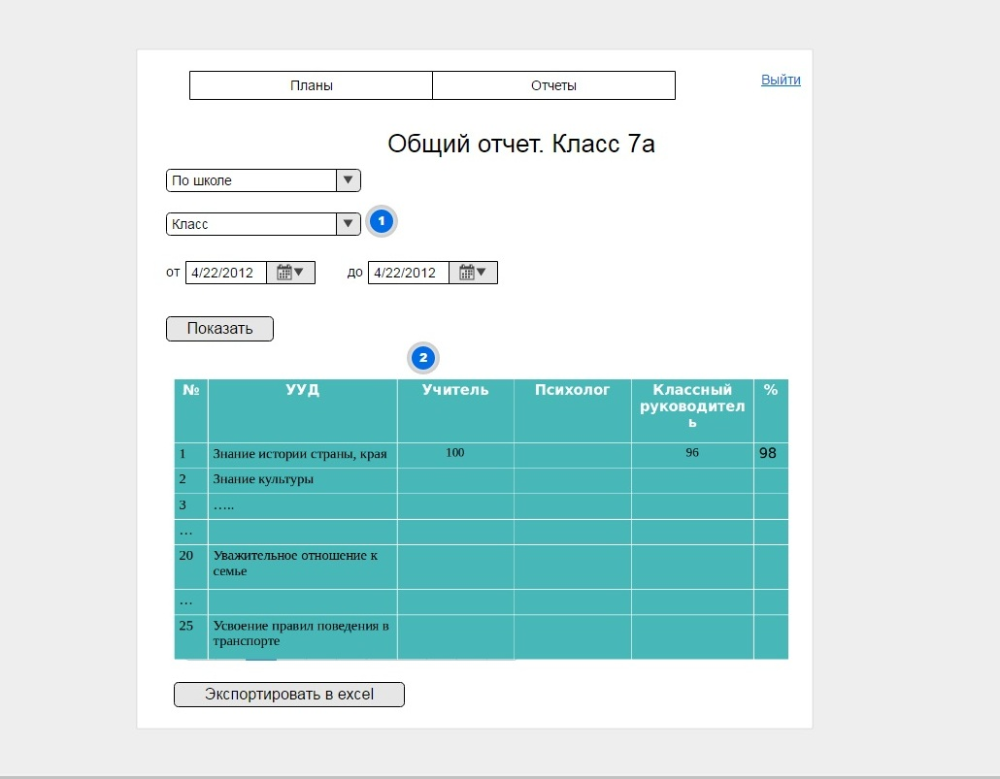 Планы Отчеты Выйти
Общий отчет. Класс 7а
По школе
Класс 1
от 4/22/2012 до 4/22/2012
Показать
2
№ УУД Учитель Психолог Классный %
руководител
ь
1 Знание истории страны, края 100 96 98
2 Знание культуры
3 …..
…
20 Уважительное отношение к
семье
…
25 Усвоение правил поведения в
транспорте
Экспортировать в excel